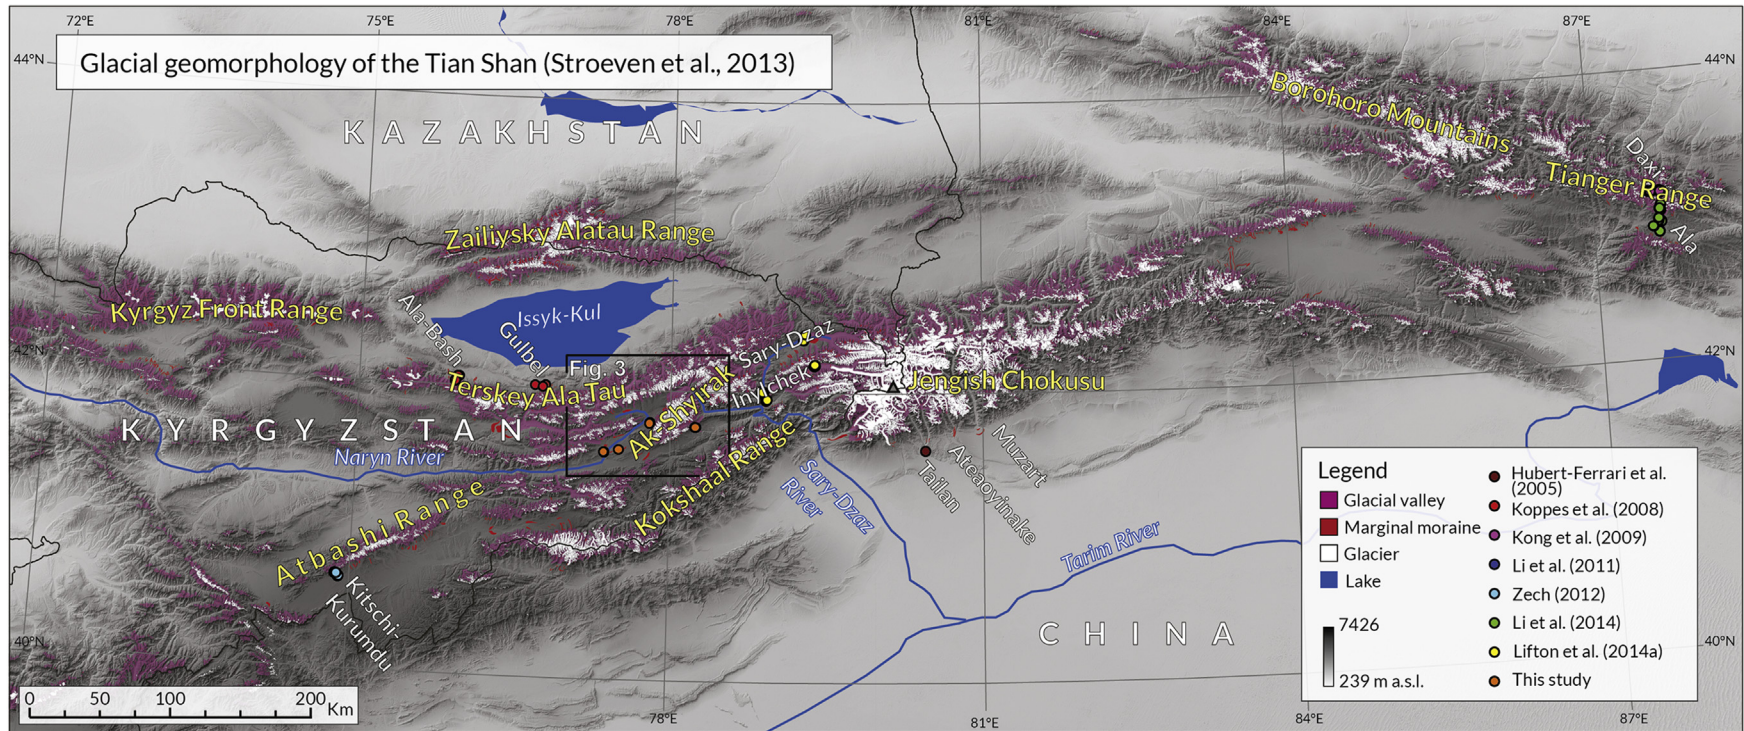 72°E
75°E
78°E
81°E
84°E
87°E
44°N
44°N
Glacial geomorphology of the Tian Shan (Stroeven et al., 2013)
KAZAKHSTAN
Borohoro Mountains
Daxi
Tianger Range
Ala
Zailiysky Alatau Range
Kyrgyz Front Range
Ala-Bash
Issyk-Kul
Gulbel
Sary-Dzaz
42°N
42°N
Fig. 3
Terskey Ala Tau
Inylchek
Jengish Chokusu
Ak-Shyirak
KYRGYZSTAN
Naryn River
Kokshaal Range
Sary-Dzaz
River
Muzart
Ateaoyinake
Tailan
Atbashi Range
Kitschi-
Kurumdu
Tarim River
CHINA
40°N
40°N
Legend
Glacial valley
Marginal moraine
Glacier
Lake
7426
239 m a.s.l.
Hubert-Ferrari et al.
(2005)
Koppes et al. (2008)
Kong et al. (2009)
Li et al. (2011)
Zech (2012)
Li et al. (2014)
Lifton et al. (2014a)
This study
0 50 100 200 Km
78°E
81°E
84°E
87°E